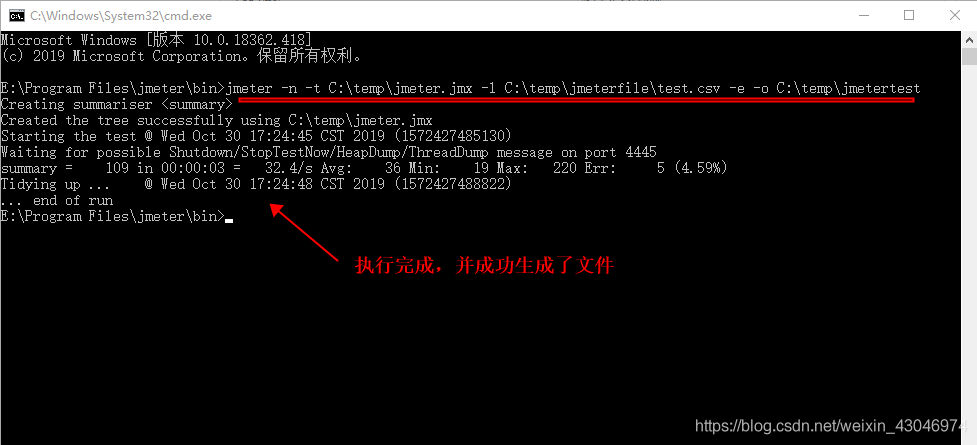 C:\Windows\System32\cmd.exe
Microsoft Windows [版本 10.0.18362.418]
(c) 2019 Microsoft Corporation。保留所有权利。
E:\Program Files\jmeter\bin>jmeter -n -t C:\temp\jmeter.jmx -l C:\temp\jmeterfile\test.csv -e -o C:\temp\jmetertest
Creating summariser <summary>
Created the tree successfully using C:\temp\jmeter.jmx
Starting the test @ Wed Oct 30 17:24:45 CST 2019 (1572427485130)
Waiting for possible Shutdown/StopTestNow/HeapDump/ThreadDump message on port 4445
summary =    109 in 00:00:03 =   32.4/s Avg:    36 Min:    19 Max:   220 Err:     5 (4.59%)
Tidying up ...    @ Wed Oct 30 17:24:48 CST 2019 (1572427488822)
... end of run
E:\Program Files\jmeter\bin>
执行完成，并成功生成了文件
https://blog.csdn.net/weixin_43046974